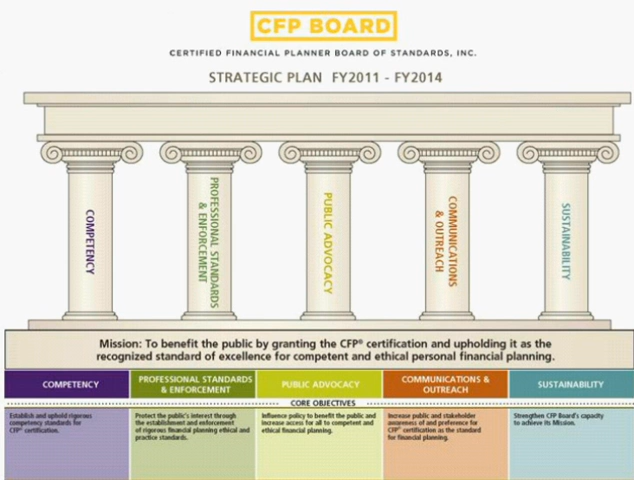 CFP BOARD
CERTIFIED FINANCIAL PLANNER BOARD OF STANDARDS, INC.
STRATEGIC PLAN FY2011 - FY2014
COMPETENCY
PROFESSIONAL STANDARDS
& ENFORCEMENT
PUBLIC ADVOCACY
COMMUNICATIONS
& OUTREACH
SUSTAINABILITY
Mission: To benefit the public by granting the CFP® certification and upholding it as the
recognized standard of excellence for competent and ethical personal financial planning.
COMPETENCY
PROFESSIONAL STANDARDS
& ENFORCEMENT
PUBLIC ADVOCACY
COMMUNICATIONS &
OUTREACH
SUSTAINABILITY
CORE OBJECTIVES
Establish and uphold rigorous
competency standards for
CFP® certification.
Protect the public's interest through
the establishment and enforcement
of rigorous financial planning ethical and
practice standards.
Influence policy to benefit the public and
increase access for all to competent and
ethical financial planning.
Increase public and stakeholder
awareness of and preference for
CFP® certification as the standard
for financial planning.
Strengthen CFP Board's capacity
to achieve its Mission.